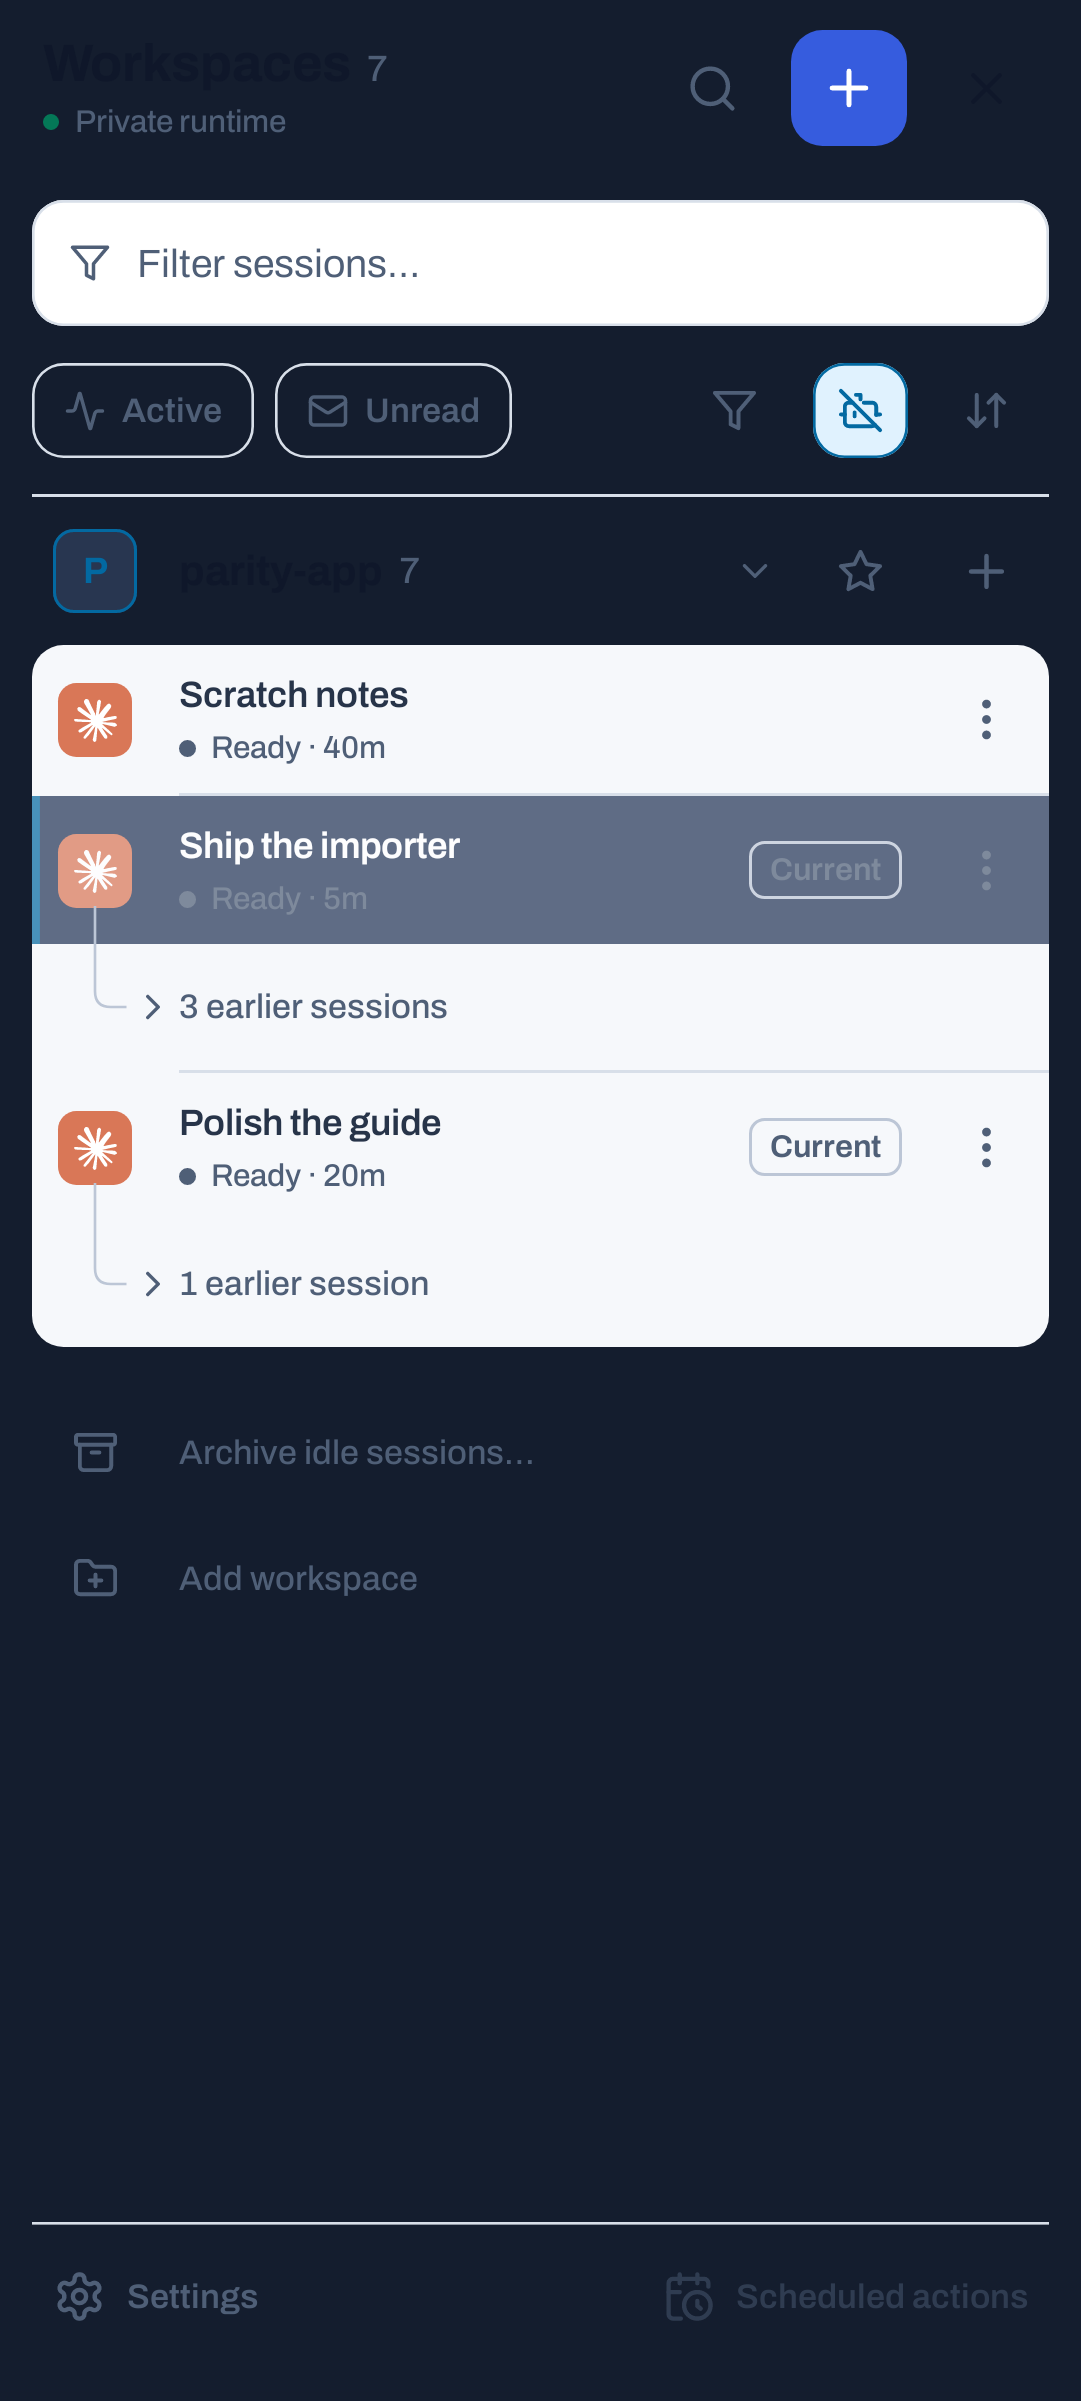 Workspaces 7
Private runtime
Filter sessions...
Active
Unread
P
parity-app 7
Scratch notes
Ready · 40m
Ship the importer
Ready · 5m
Current
3 earlier sessions
Polish the guide
Ready · 20m
Current
1 earlier session
Archive idle sessions...
Add workspace
Settings
Scheduled actions